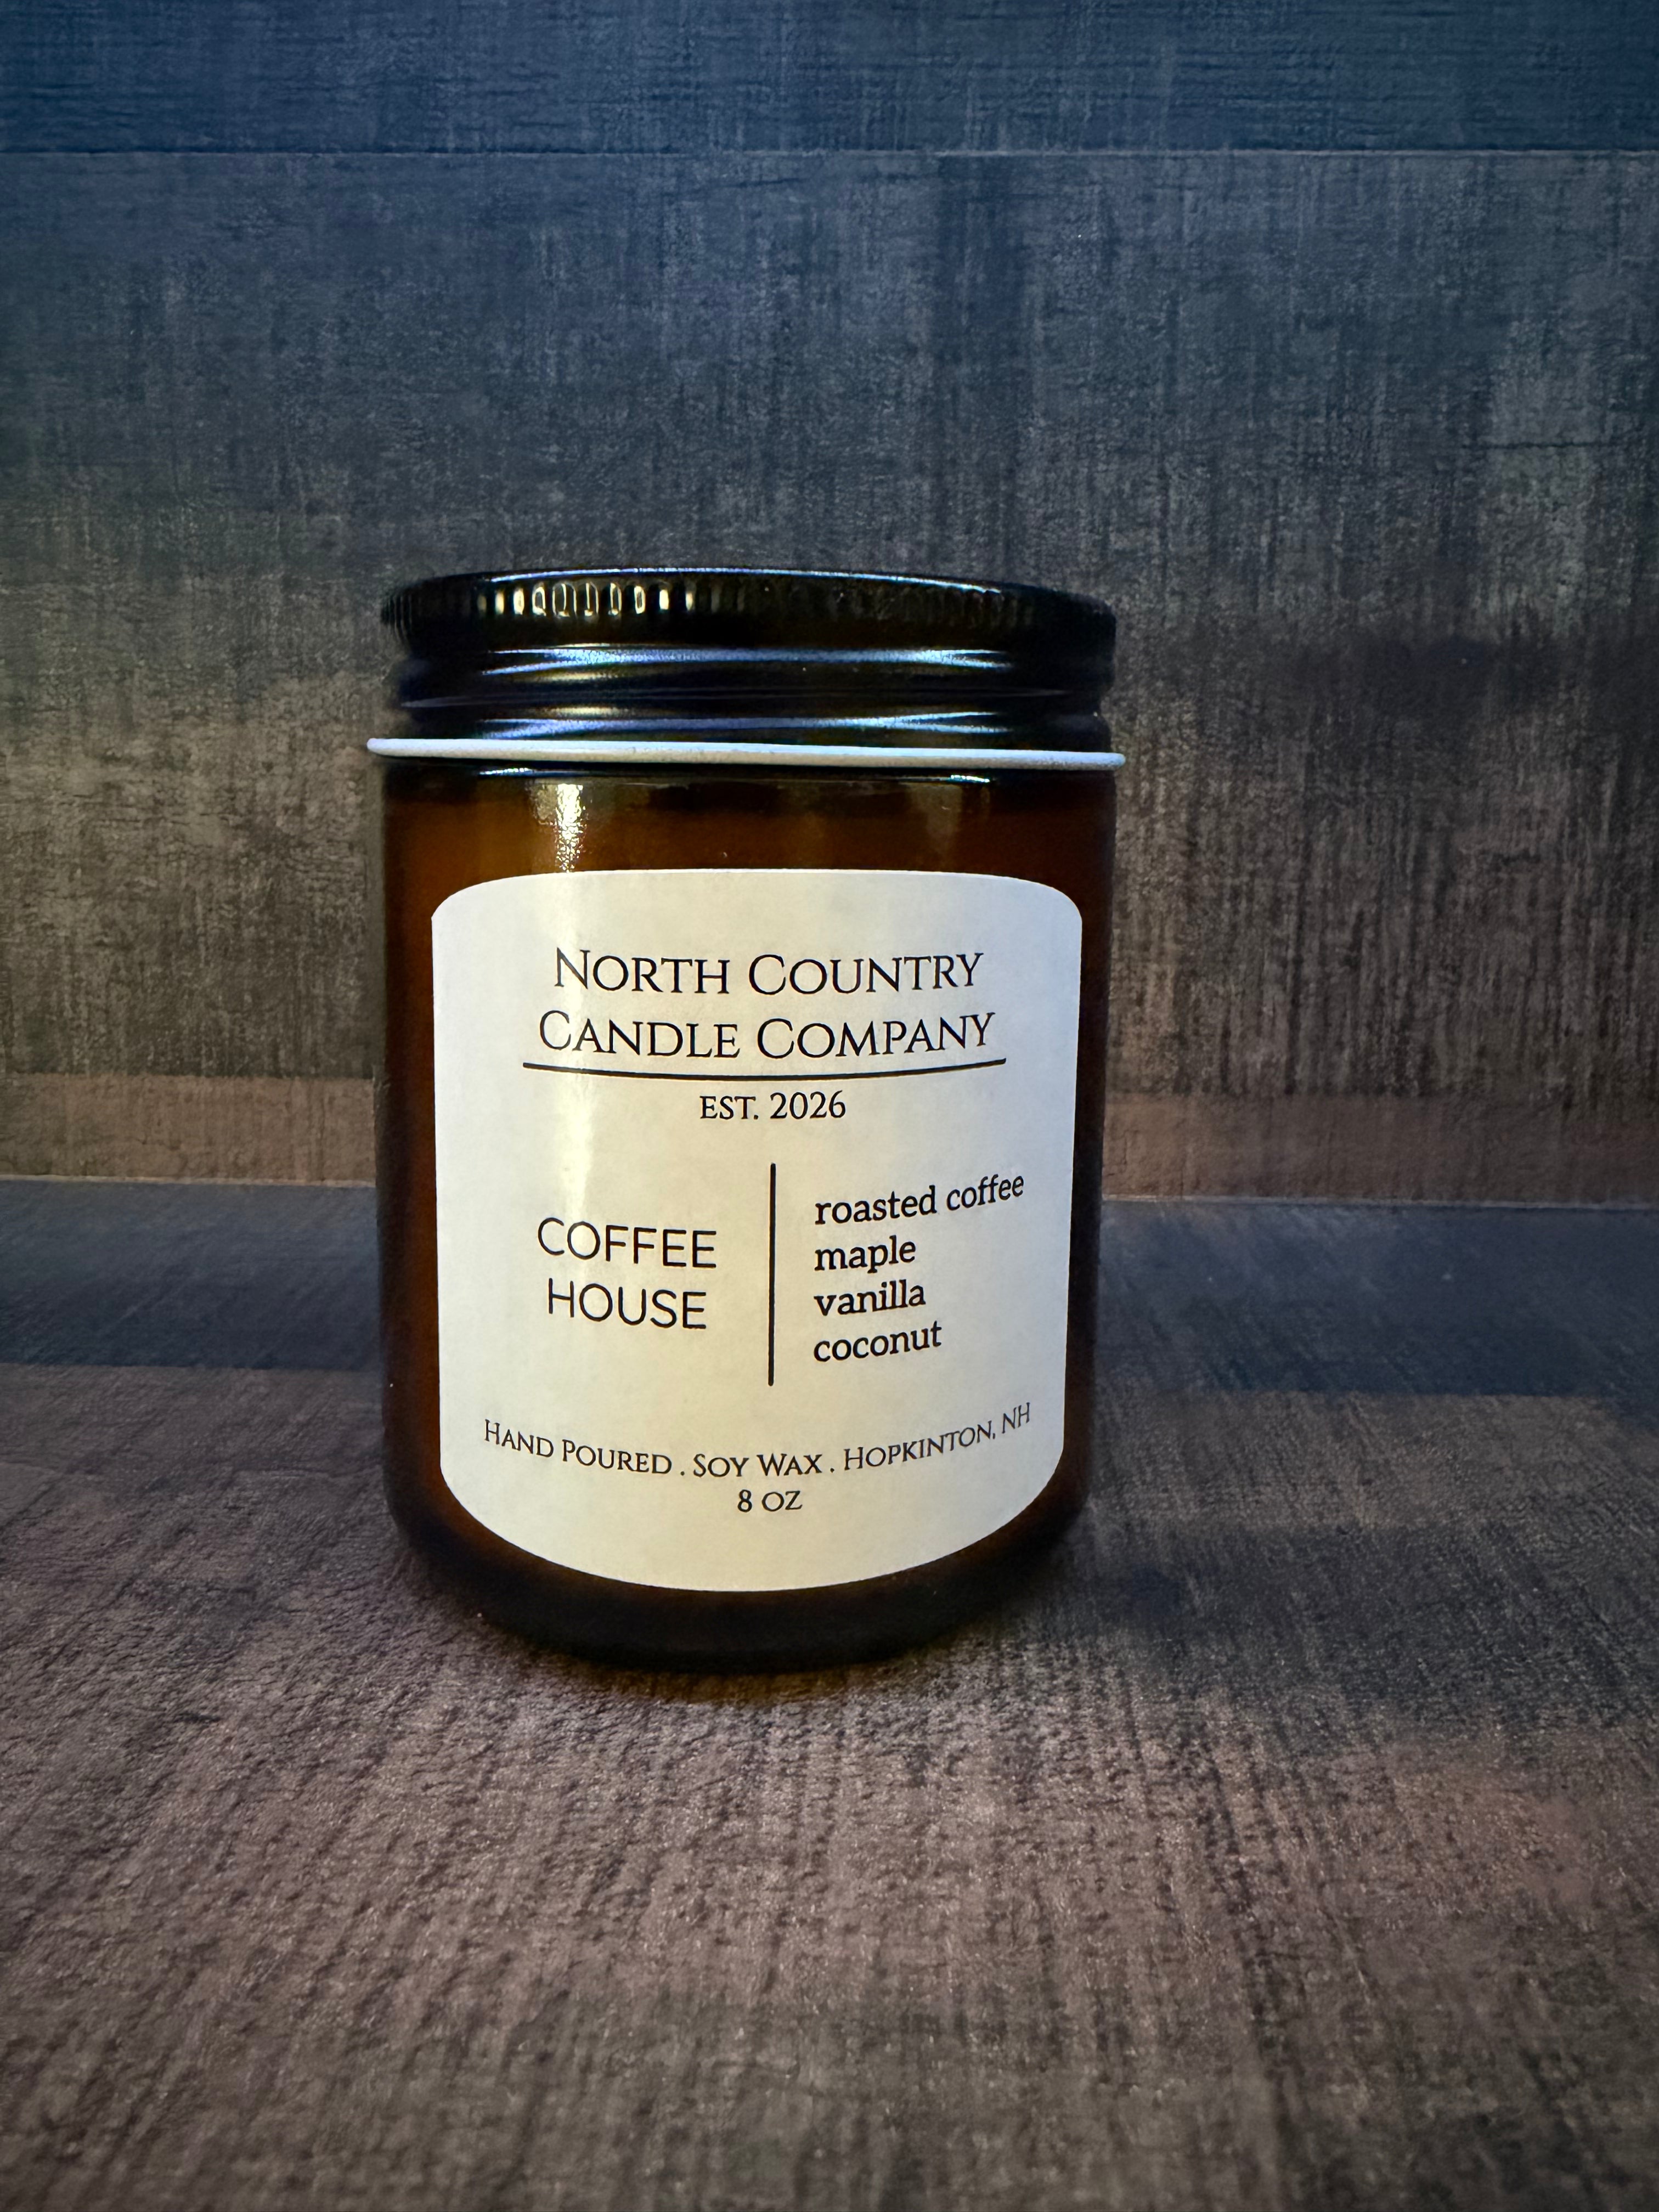 North Country
Candle Company
EST. 2026
COFFEE
HOUSE
roasted coffee
maple
vanilla
coconut
Hand Poured . Soy Wax . Hopkinton, NH
8 oz